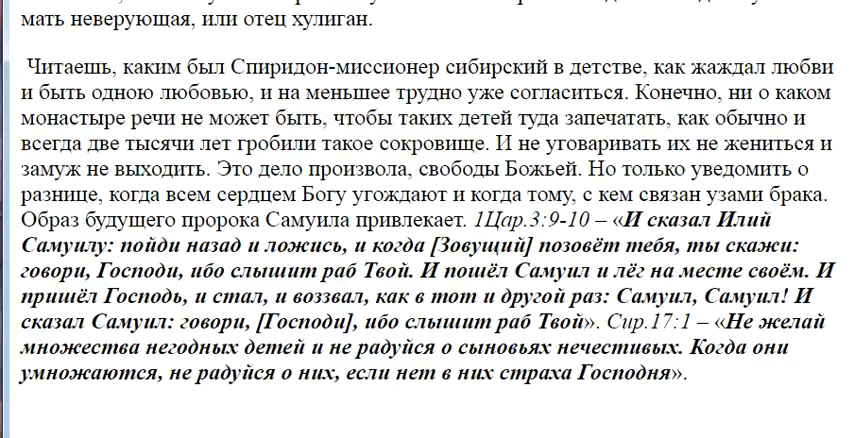 мать неверующая, или отец хулиган.
Читаешь, каким был Спиридон-миссионер сибирский в детстве, как жаждал любви
и быть одною любовью, и на меньшее трудно уже согласиться. Конечно, ни о каком
монастыре речи не может быть, чтобы таких детей туда запечатать, как обычно и
всегда две тысячи лет гробили такое сокровище. И не уговаривать их не жениться и
замуж не выходить. Это дело произвола, свободы Божьей. Но только уведомить о
разнице, когда всем сердцем Богу угождают и когда тому, с кем связан узами брака.
Образ будущего пророка Самуила привлекает. 1Цар.3:9-10 – «И сказал Илий
Самуилу: пойди назад и ложись, и когда [Зовущий] позовёт тебя, ты скажи:
говори, Господи, ибо слышит раб Твой. И пошёл Самуил и лёг на месте своём. И
пришёл Господь, и стал, и воззвал, как в тот и другой раз: Самуил, Самуил! И
сказал Самуил: говори, [Господи], ибо слышит раб Твой». Сир.17:1 – «Не желай
множества негодных детей и не радуйся о сыновьях нечестивых. Когда они
умножаются, не радуйся о них, если нет в них страха Господня».